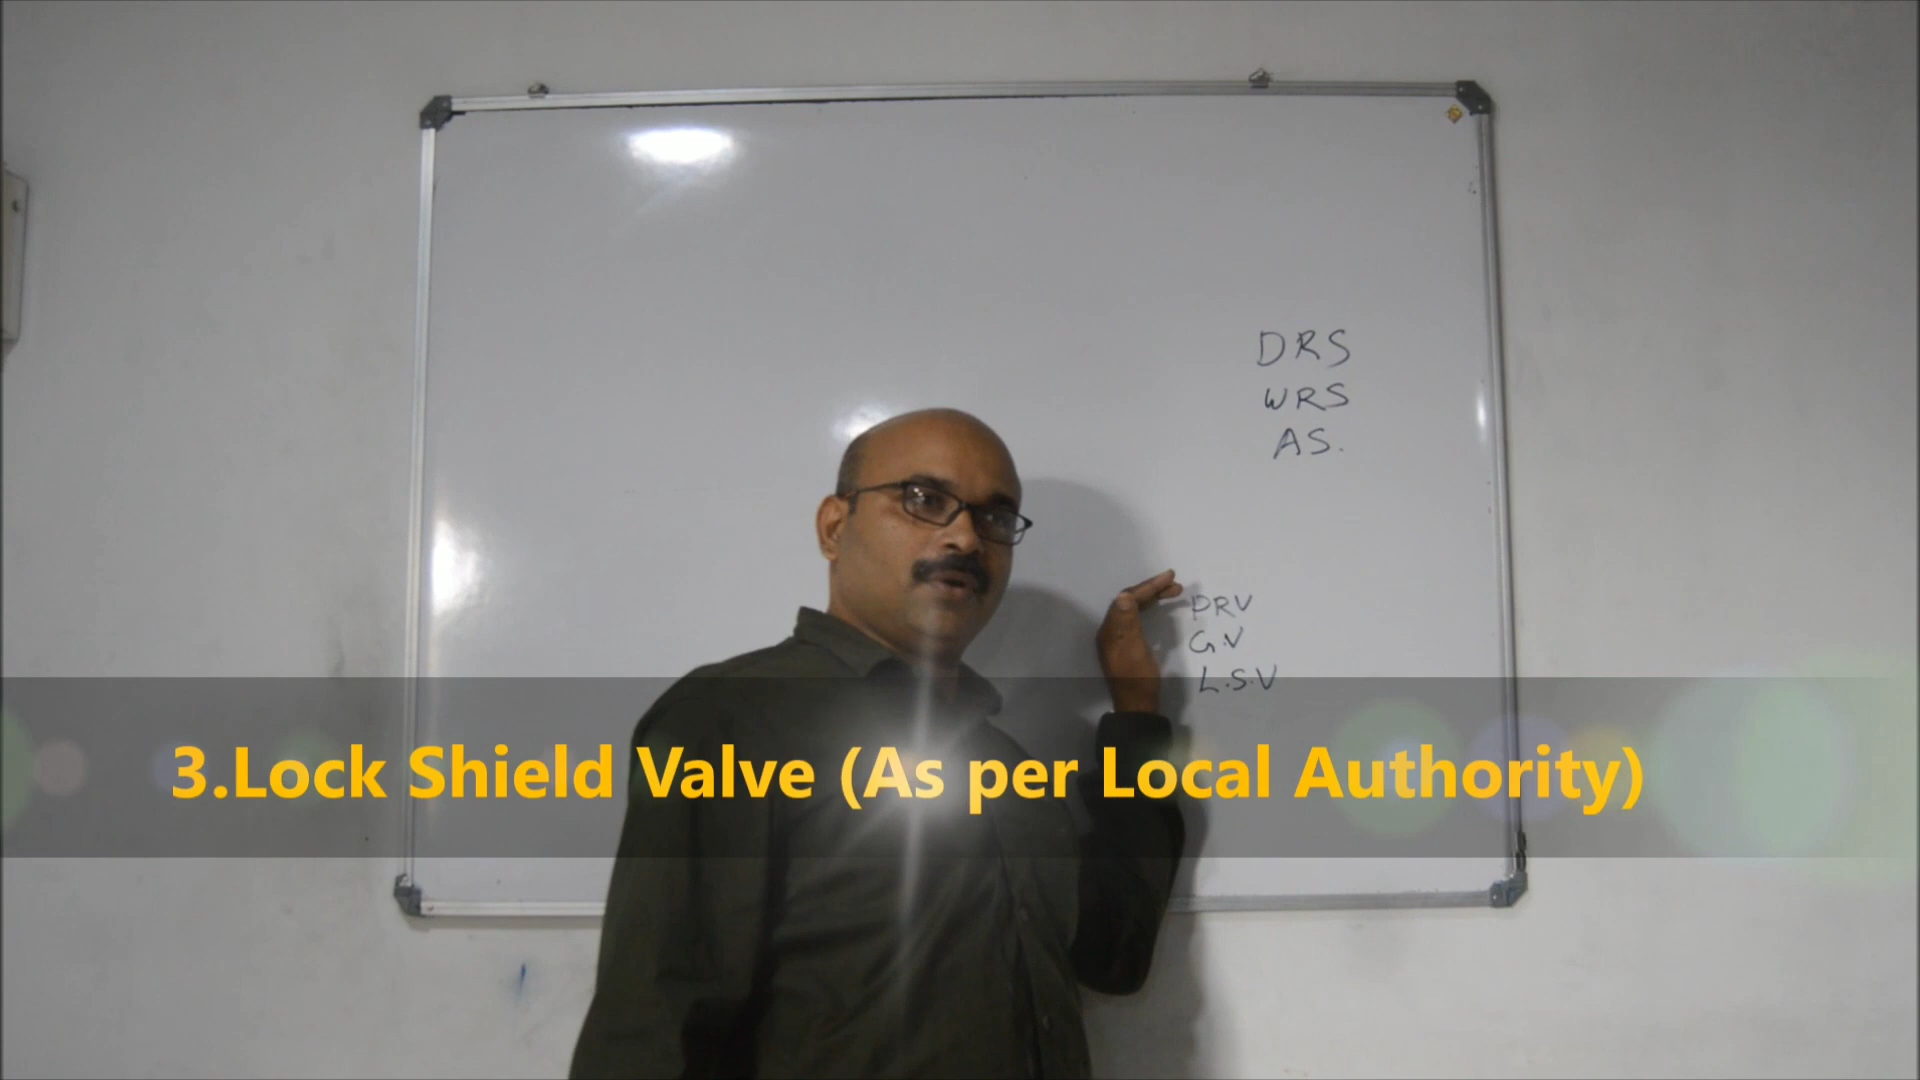 DRS
WRS
AS.
PRV
G.V
L.S.V
3.Lock Shield Valve (As per Local Authority)